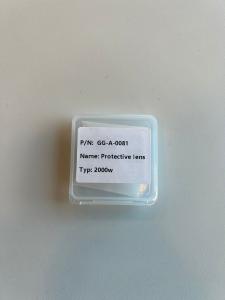 P/N: GG-A-0081
Name: Protective lens
Typ: 2000w